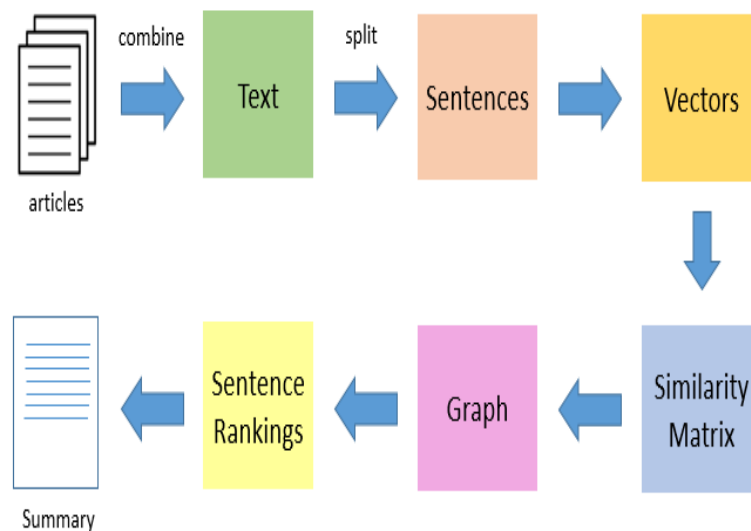 combine
split
Text
Sentences
Vectors
articles
Similarity
Matrix
Graph
Sentence
Rankings
Summary